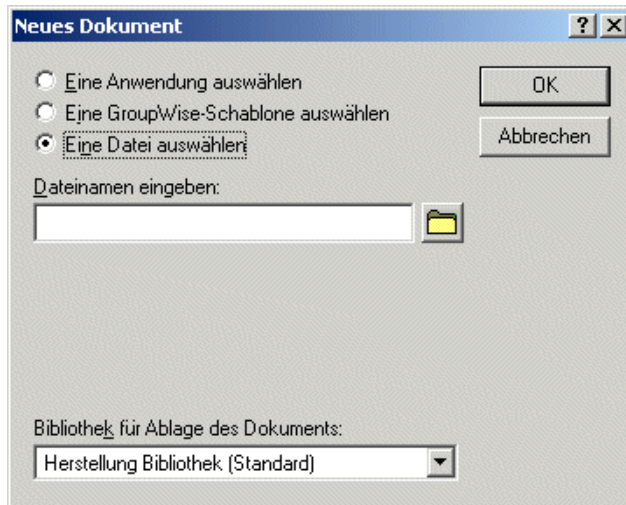 Neues Dokument
Eine Anwendung auswählen
OK
Eine GroupWise-Schablone auswählen
Eine Datei auswählen
Abbrechen
Dateinamen eingeben:
Bibliothek für Ablage des Dokuments:
Herstellung Bibliothek (Standard)